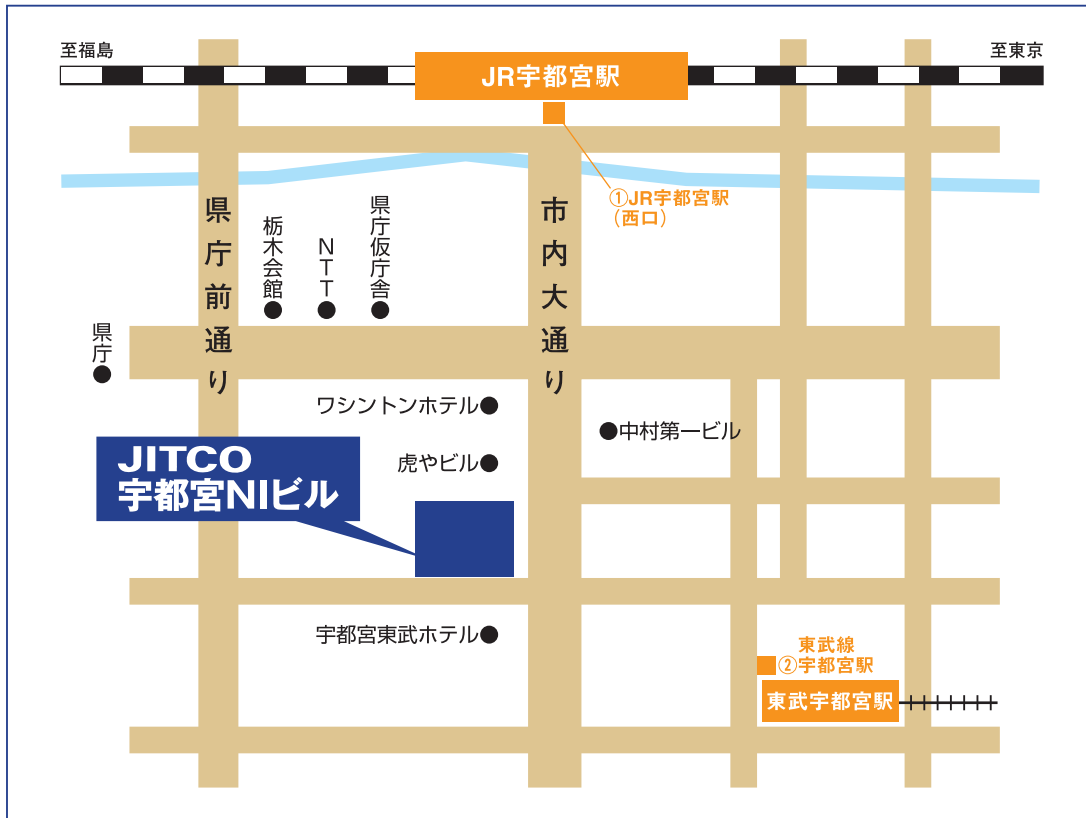 至福島
至東京
JR宇都宮駅
①JR宇都宮駅
（西口）
県庁前通り
栃木会館
NTT
県庁仮庁舎
市内大通り
県庁
ワシントンホテル
中村第一ビル
虎やビル
JITCO
宇都宮NIビル
宇都宮東武ホテル
東武線
②宇都宮駅
東武宇都宮駅